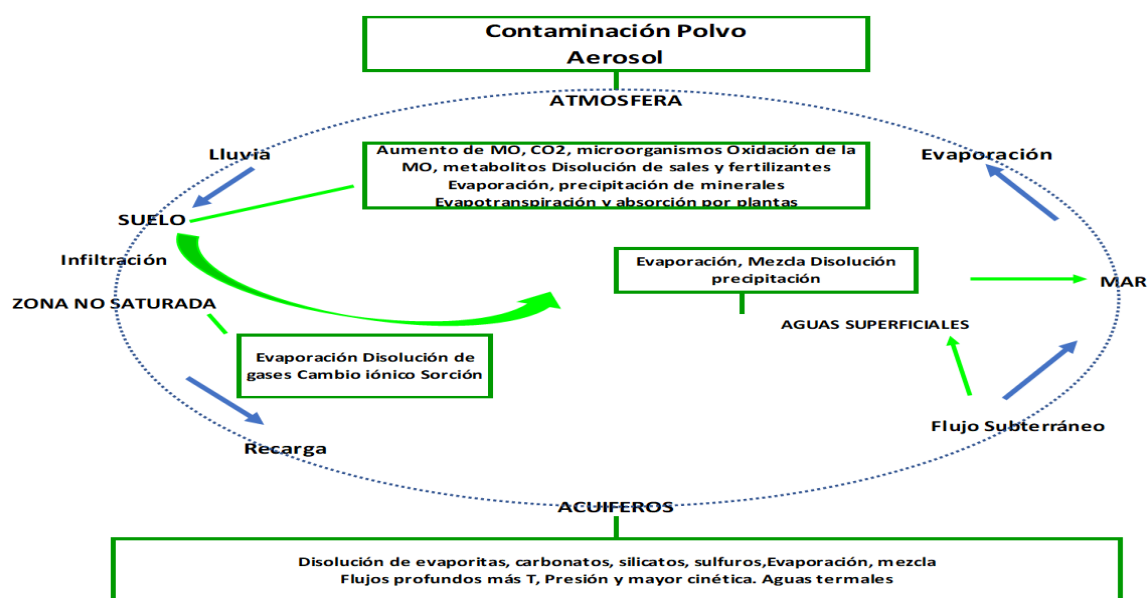 Contaminación Polvo
Aerosol
ATMOSFERA
Lluvia
Aumento de MO, CO2, microorganismos Oxidación de la
MO, metabolitos Disolución de sales y fertilizantes
Evaporación, precipitación de minerales
Evapotranspiración y absorción por plantas
Evaporación
SUELO
Infiltración
Evaporación, Mezcla Disolución
precipitación
MAR
ZONA NO SATURADA
AGUAS SUPERFICIALES
Evaporación Disolución de
gases Cambio iónico Sorción
Flujo Subterráneo
Recarga
ACUIFEROS
Disolución de evaporitas, carbonatos, silicatos, sulfuros,Evaporación, mezcla
Flujos profundos más T, Presión y mayor cinética. Aguas termales